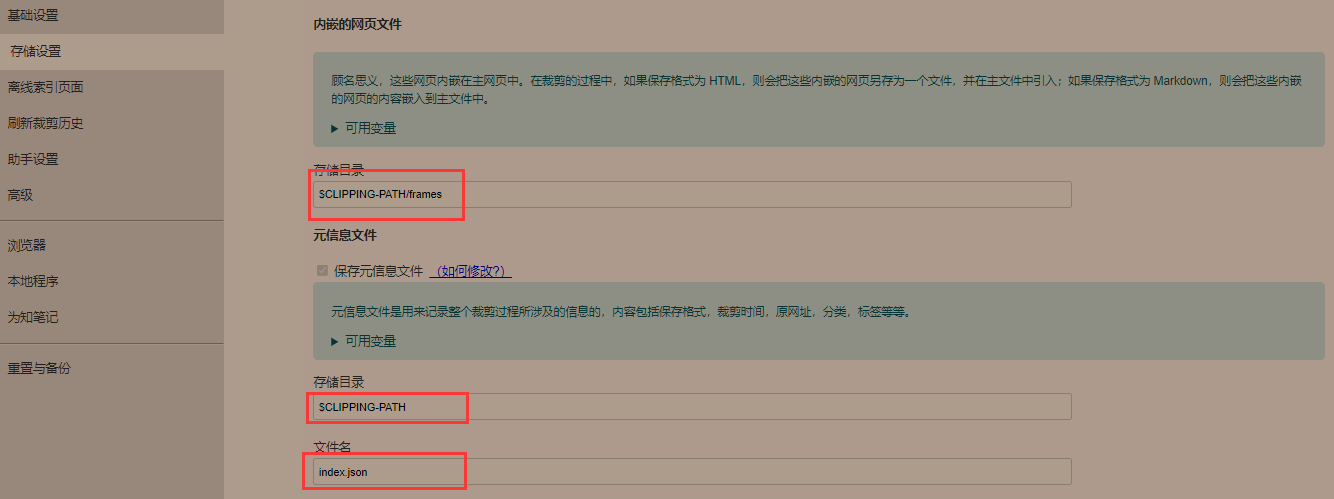 基础设置
存储设置
离线索引页面
刷新裁剪历史
助手设置
高级
浏览器
本地程序
为知笔记
重置与备份
内嵌的网页文件
顾名思义，这些网页内嵌在主网页中。在裁剪的过程中，如果保存格式为 HTML，则会把这些内嵌的网页另存为一个文件，并在主文件中引入；如果保存格式为 Markdown，则会把这些内嵌
的网页的内容嵌入到主文件中。
▶ 可用变量
存储目录
$CLIPPING-PATH/frames
元信息文件
保存元信息文件 （如何修改?）
元信息文件是用来记录整个裁剪过程所涉及的信息的，内容包括保存格式，裁剪时间，原网址，分类，标签等等。
▶ 可用变量
存储目录
$CLIPPING-PATH
文件名
index.json